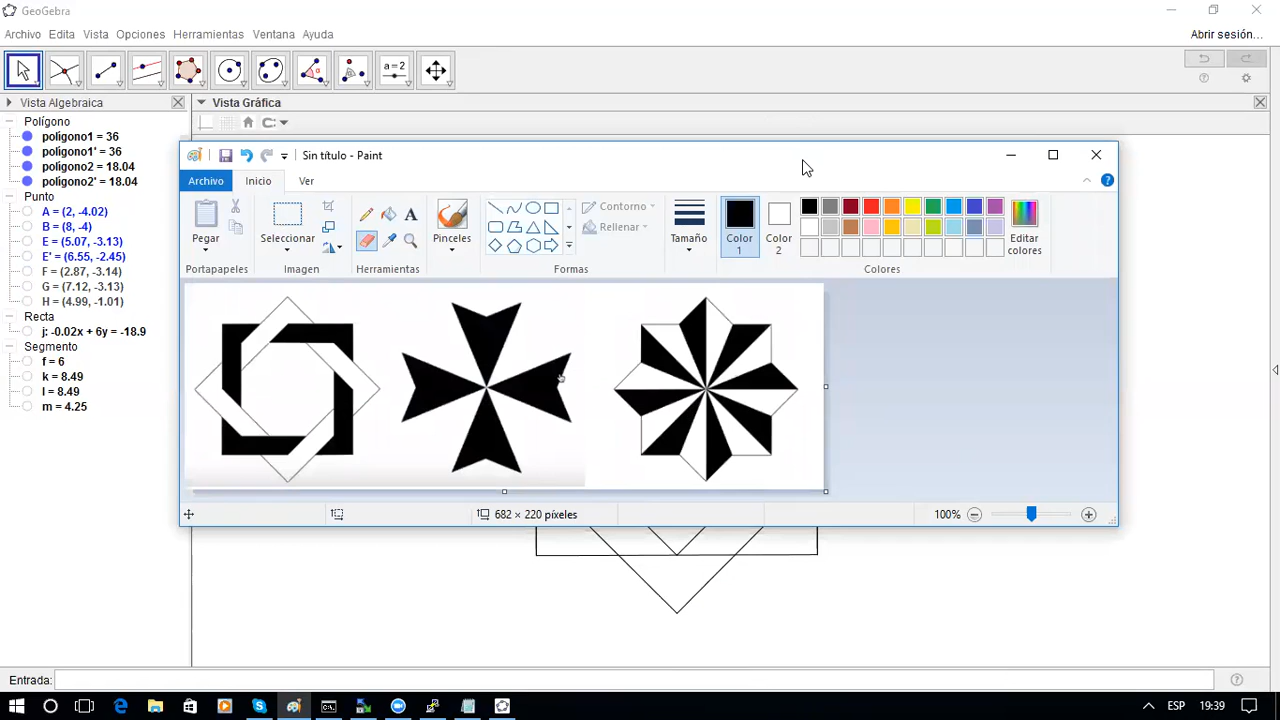 GeoGebra
Archivo Edita Vista Opciones Herramientas Ventana Ayuda
Abrir sesión...
a = 2
Vista Algebraica
Vista Gráfica
Polígono
polígono1 = 36
polígono1' = 36
polígono2 = 18.04
polígono2' = 18.04
Punto
A = (2, -4.02)
B = (8, -4)
E = (5.07, -3.13)
E' = (6.55, -2.45)
F = (2.87, -3.14)
G = (7.12, -3.13)
H = (4.99, -1.01)
Recta
j: -0.02x + 6y = -18.9
Segmento
f = 6
k = 8.49
l = 8.49
m = 4.25
Sin título - Paint
Archivo Inicio Ver
Pegar
Portapapeles
Seleccionar
Imagen
A
Herramientas
Pinceles
Contorno
Rellenar
Formas
Tamaño
Color 1
Color 2
Editar colores
Colores
682 × 220 píxeles
100%
Entrada:
ESP 19:39